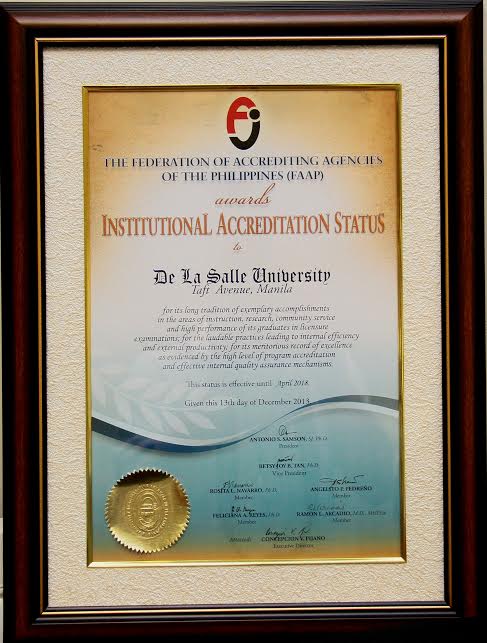 THE FEDERATION OF ACCREDITING AGENCIES
OF THE PHILIPPINES (FAAP)
awards
INSTITUTIONAL ACCREDITATION STATUS
to
De La Salle University
Taft Avenue, Manila
for its long tradition of exemplary accomplishments
in the areas of instruction, research, community service
and high performance of its graduates in licensure
examinations; for the laudable practices leading to internal efficiency
and external productivity; for its meritorious record of excellence
as evidenced by the high level of program accreditation
and effective internal quality assurance mechanisms.
This status is effective until April 2018.
Given this 13th day of December 2013.
ANTONIO S. SAMSON, SJ, Ph.D.
President
BETSY JOY B. TAN, Ph.D.
Vice President
ROSITA L. NAVARRO, Ph.D.
Member
ANGELITO P. PEDREÑO
Member
FELICIANA A. REYES, Ph.D.
Member
RAMON L. ARCADIO, M.D.,
Member
Attested:
CONCEPCION V. PIJANO
Executive Director